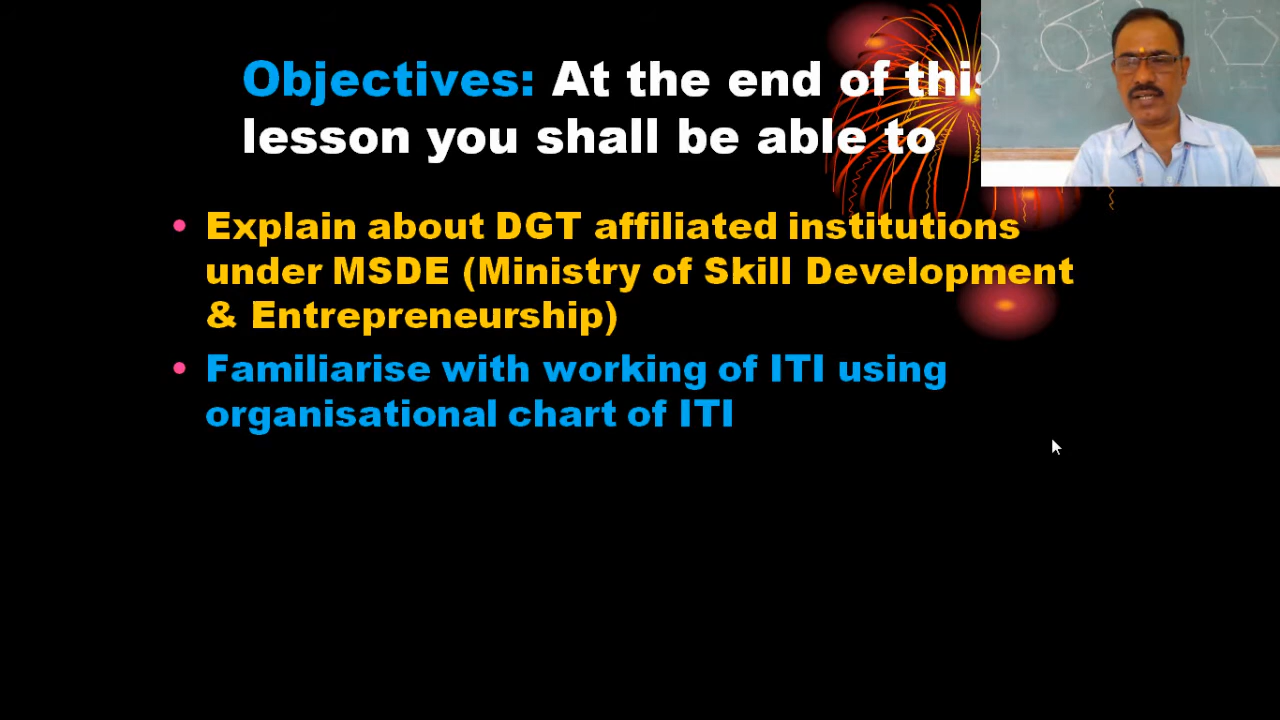 Objectives: At the end of this
lesson you shall be able to
• Explain about DGT affiliated institutions
under MSDE (Ministry of Skill Development
& Entrepreneurship)
• Familiarise with working of ITI using
organisational chart of ITI